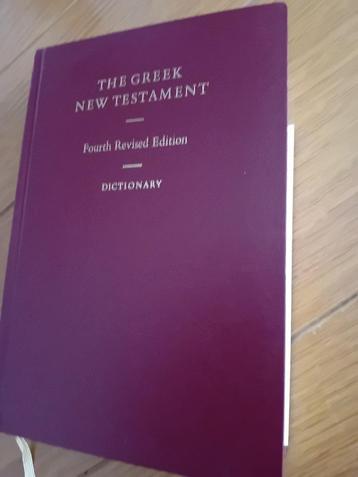 THE GREEK
NEW TESTAMENT
Fourth Revised Edition
DICTIONARY